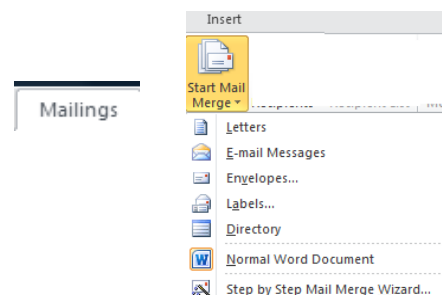 Mailings
Insert
Start Mail
Merge
Letters
E-mail Messages
Envelopes...
Labels...
Directory
Normal Word Document
Step by Step Mail Merge Wizard...